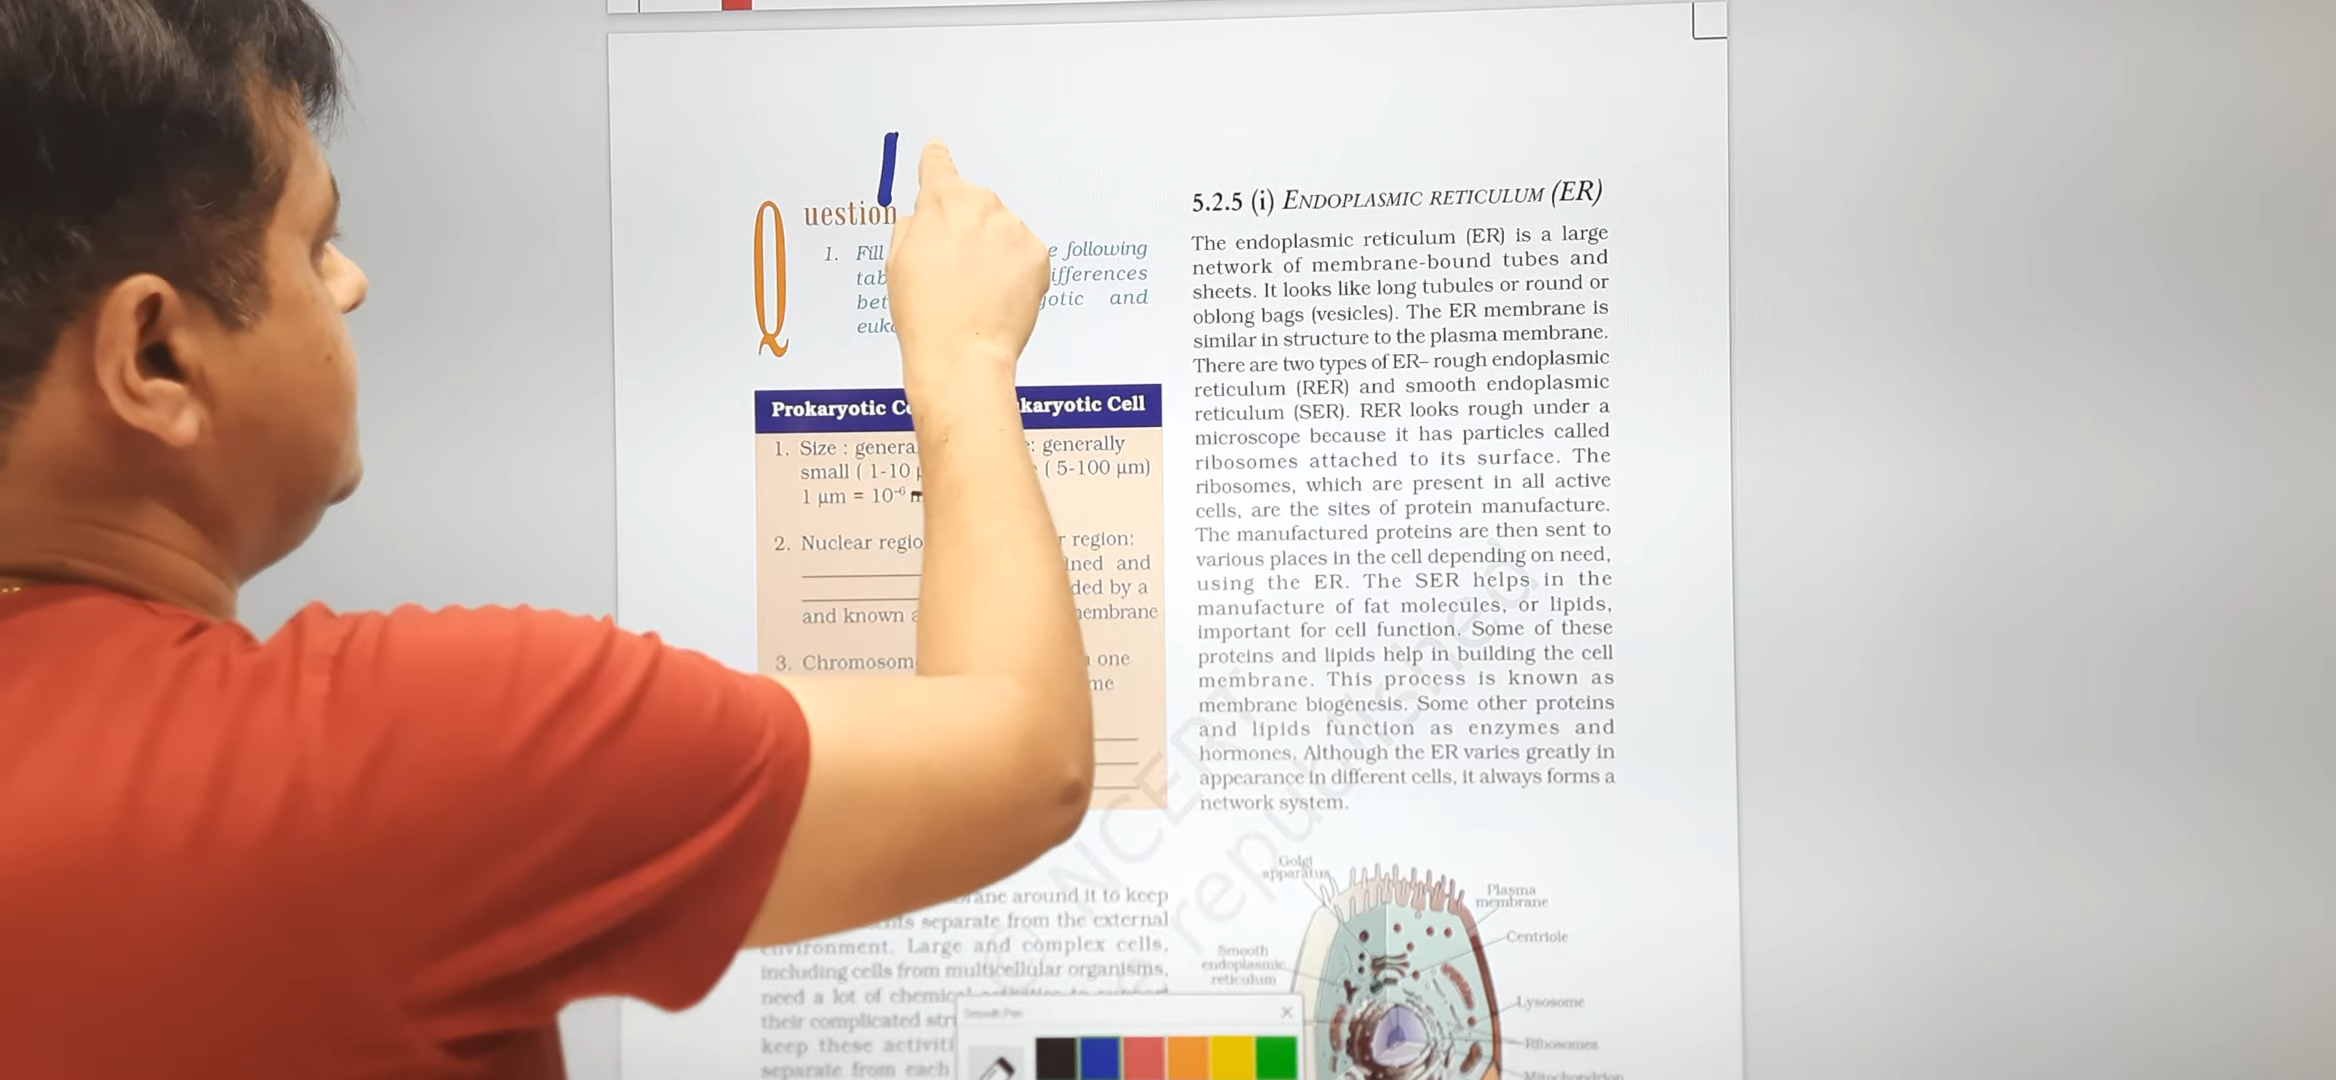 Question
1. Fill e following
tab ifferences
bet yotic and
euk
Prokaryotic C karyotic Cell
1. Size : genera : generally
small ( 1-10 ( 5-100 µm)
1 µm = 10⁻⁶ m
2. Nuclear regio r region:
ined and
ded by a
and known embrane
3. Chromosom one
me
ane around it to keep
separate from the external
environment. Large and complex cells,
including cells from multicellular organisms,
need a lot of chemical
their complicated str
keep these activiti
separate from each
5.2.5 (i) ENDOPLASMIC RETICULUM (ER)
The endoplasmic reticulum (ER) is a large
network of membrane-bound tubes and
sheets. It looks like long tubules or round or
oblong bags (vesicles). The ER membrane is
similar in structure to the plasma membrane.
There are two types of ER– rough endoplasmic
reticulum (RER) and smooth endoplasmic
reticulum (SER). RER looks rough under a
microscope because it has particles called
ribosomes attached to its surface. The
ribosomes, which are present in all active
cells, are the sites of protein manufacture.
The manufactured proteins are then sent to
various places in the cell depending on need,
using the ER. The SER helps in the
manufacture of fat molecules, or lipids,
important for cell function. Some of these
proteins and lipids help in building the cell
membrane. This process is known as
membrane biogenesis. Some other proteins
and lipids function as enzymes and
hormones. Although the ER varies greatly in
appearance in different cells, it always forms a
network system.
Golgi
apparatus
Plasma
membrane
Centriole
Smooth
endoplasmic
reticulum
Lysosome
Ribosomes
Mitochondrion
© NCERT
republished
Smooth Pen